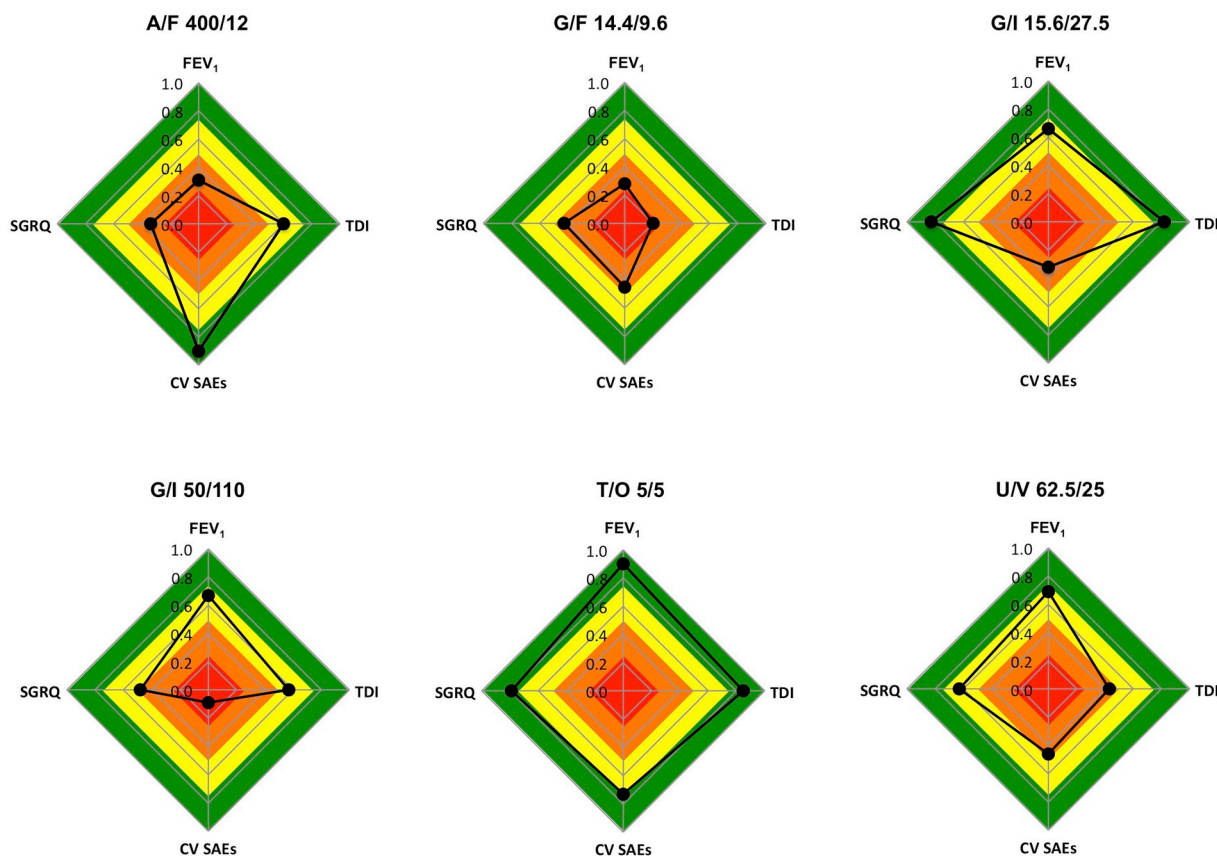 A/F 400/12
FEV₁
1.0
0.8
0.6
0.4
0.2
0.0
SGRQ
TDI
CV SAEs
G/F 14.4/9.6
FEV₁
1.0
0.8
0.6
0.4
0.2
0.0
SGRQ
TDI
CV SAEs
G/I 15.6/27.5
FEV₁
1.0
0.8
0.6
0.4
0.2
0.0
SGRQ
TDI
CV SAEs
G/I 50/110
FEV₁
1.0
0.8
0.6
0.4
0.2
0.0
SGRQ
TDI
CV SAEs
T/O 5/5
FEV₁
1.0
0.8
0.6
0.4
0.2
0.0
SGRQ
TDI
CV SAEs
U/V 62.5/25
FEV₁
1.0
0.8
0.6
0.4
0.2
0.0
SGRQ
TDI
CV SAEs